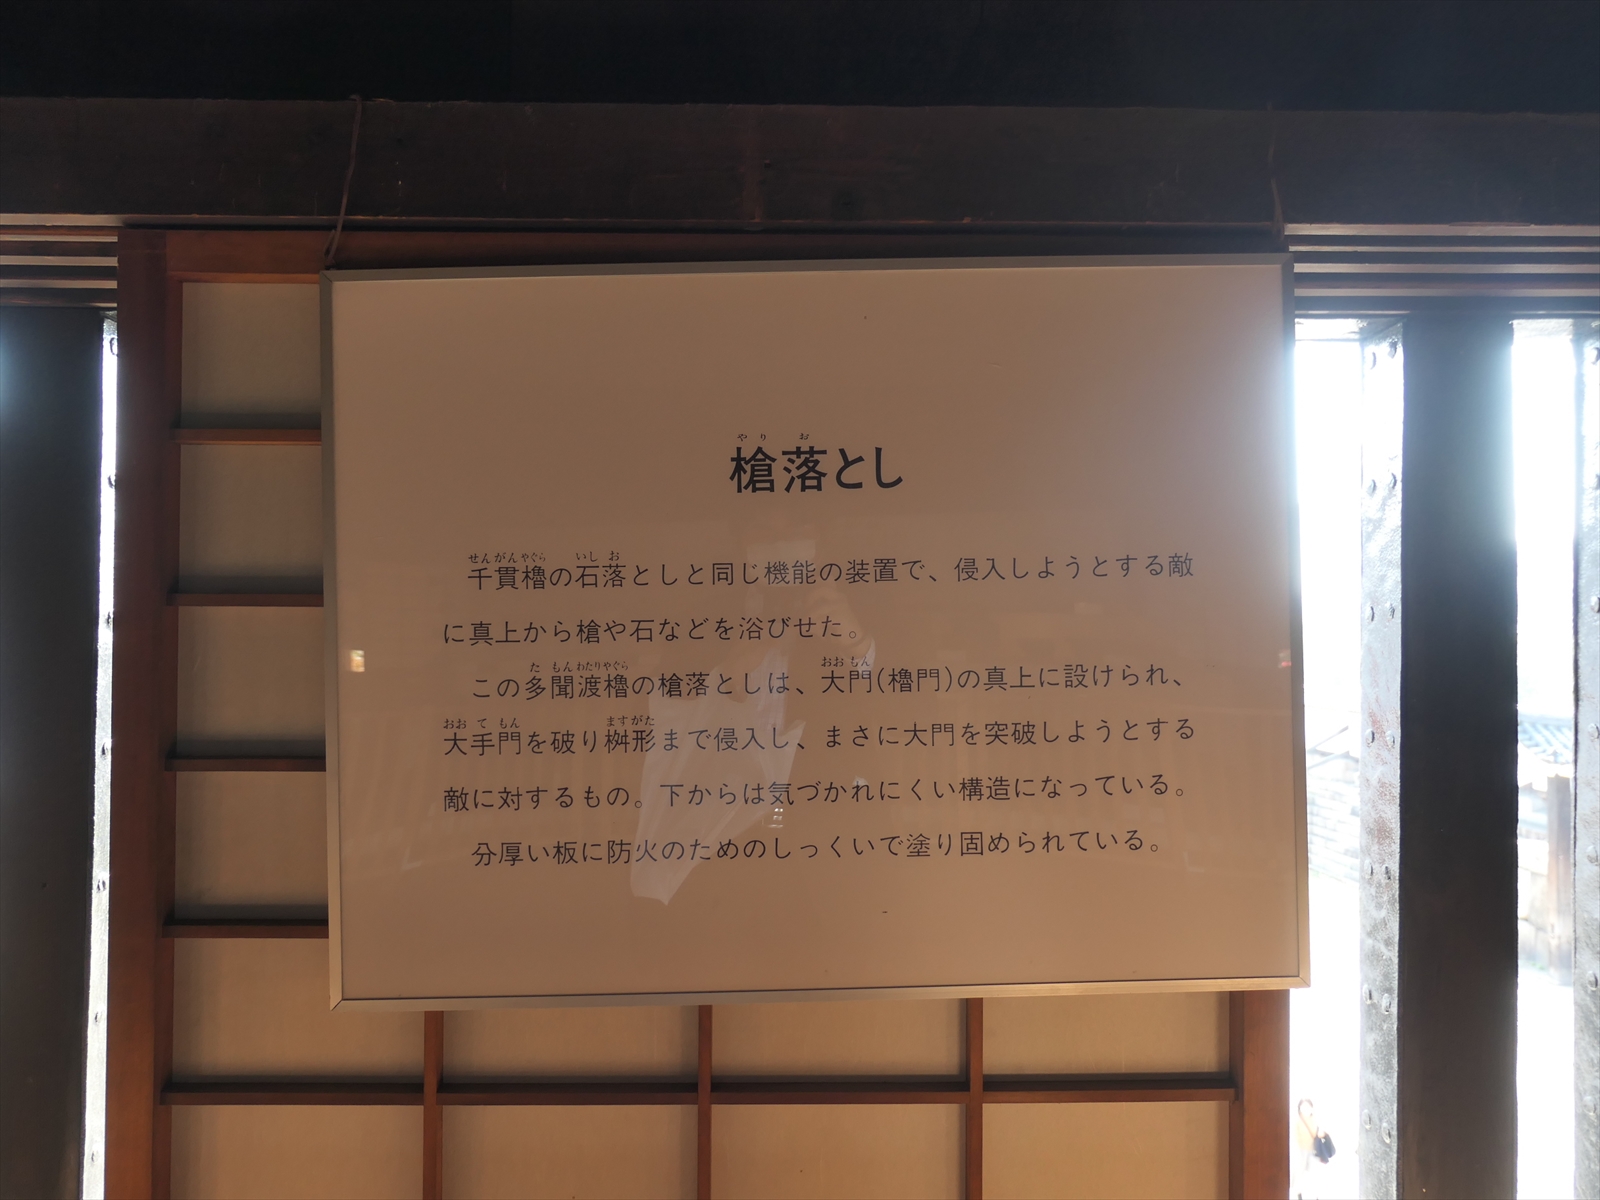 槍落とし
千貫櫓の石落としと同じ機能の装置で、侵入しようとする敵
に真上から槍や石などを浴びせた。
この多聞渡櫓の槍落としは、大門(櫓門)の真上に設けられ、
大手門を破り桝形まで侵入し、まさに大門を突破しようとする
敵に対するもの。下からは気づかれにくい構造になっている。
分厚い板に防火のためのしっくいで塗り固められている。